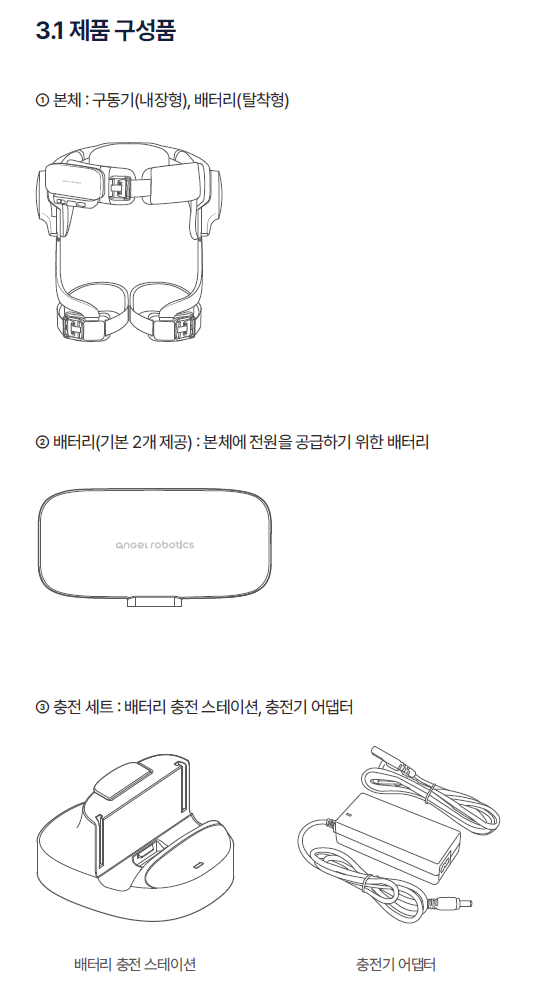 3.1 제품 구성품
① 본체 : 구동기(내장형), 배터리(탈착형)
② 배터리(기본 2개 제공) : 본체에 전원을 공급하기 위한 배터리
angel robotics
③ 충전 세트 : 배터리 충전 스테이션, 충전기 어댑터
배터리 충전 스테이션
충전기 어댑터